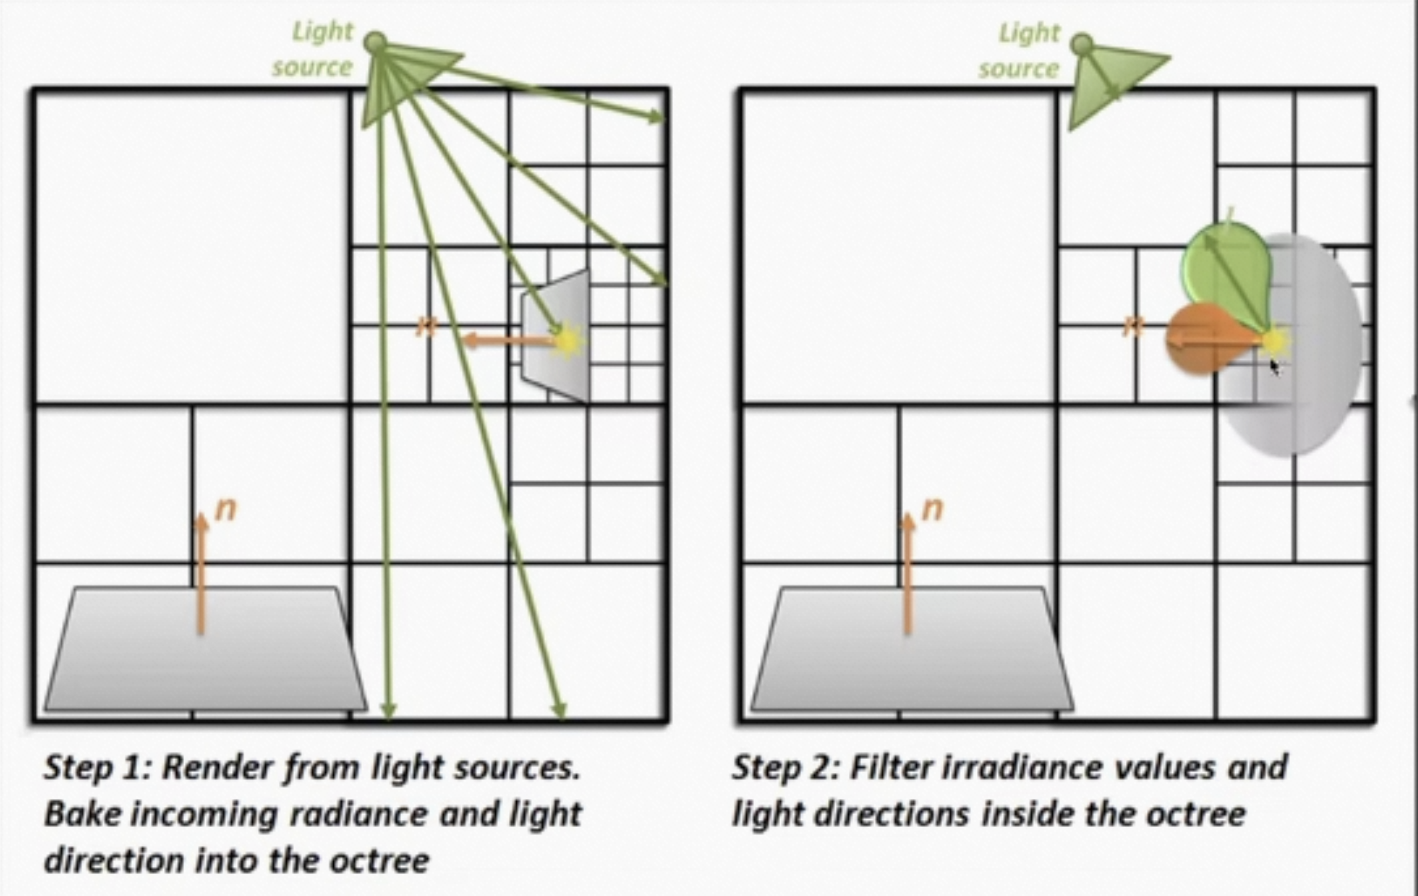 Light
source
n
n
Step 1: Render from light sources.
Bake incoming radiance and light
direction into the octree
Light
source
l
n
n
Step 2: Filter irradiance values and
light directions inside the octree